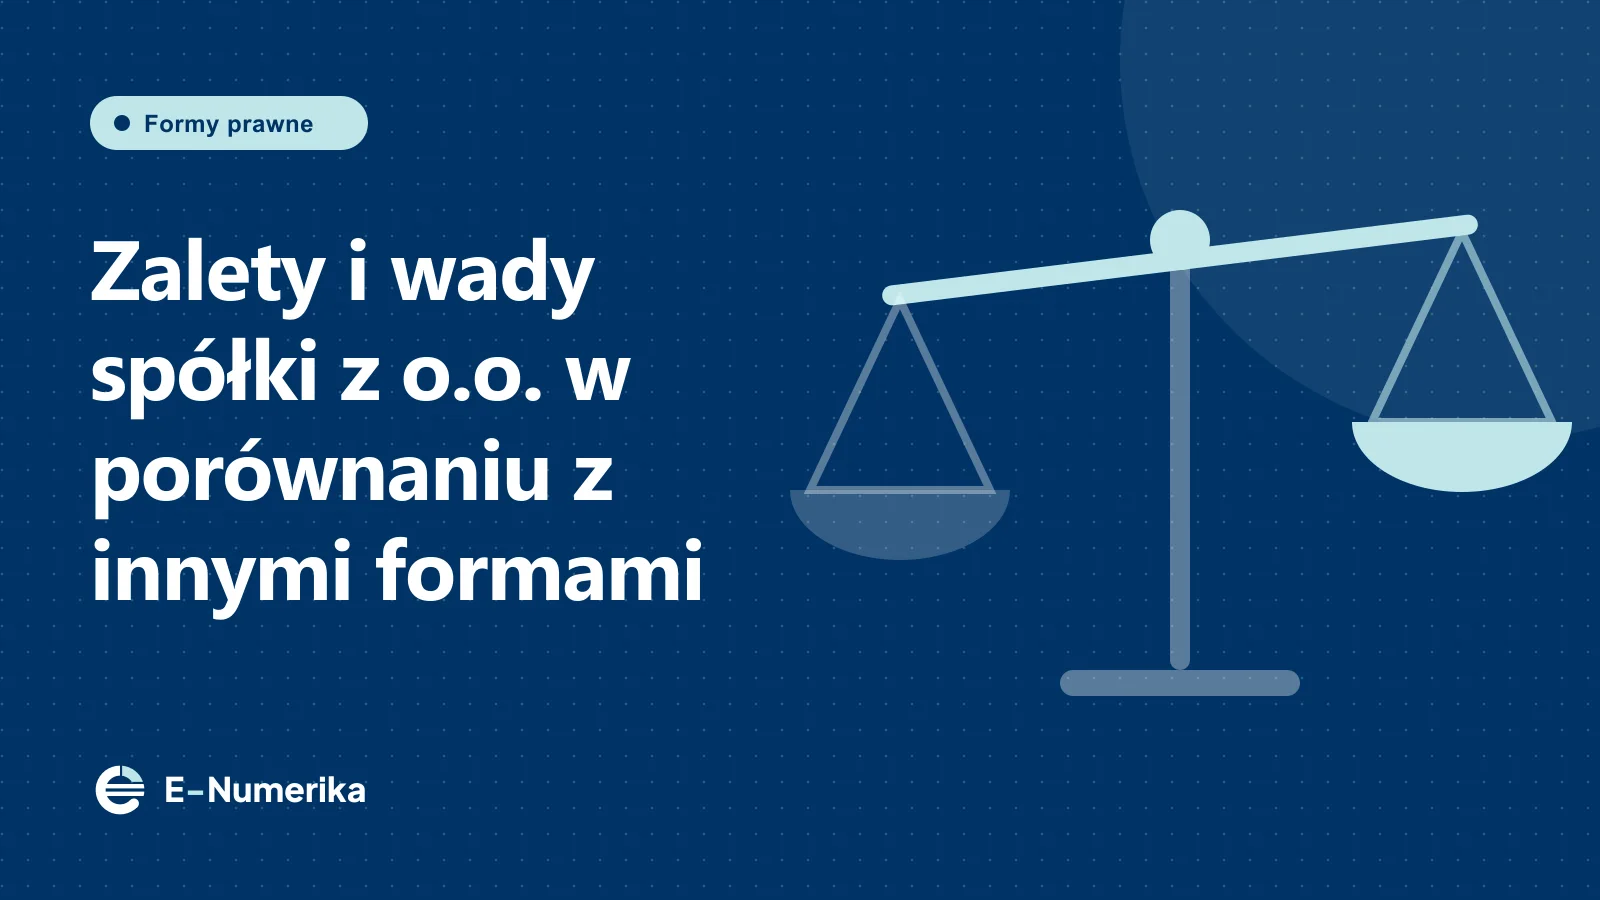 Formy prawne
Zalety i wady
spółki z o.o. w
porównaniu z
innymi formami
E-Numerika